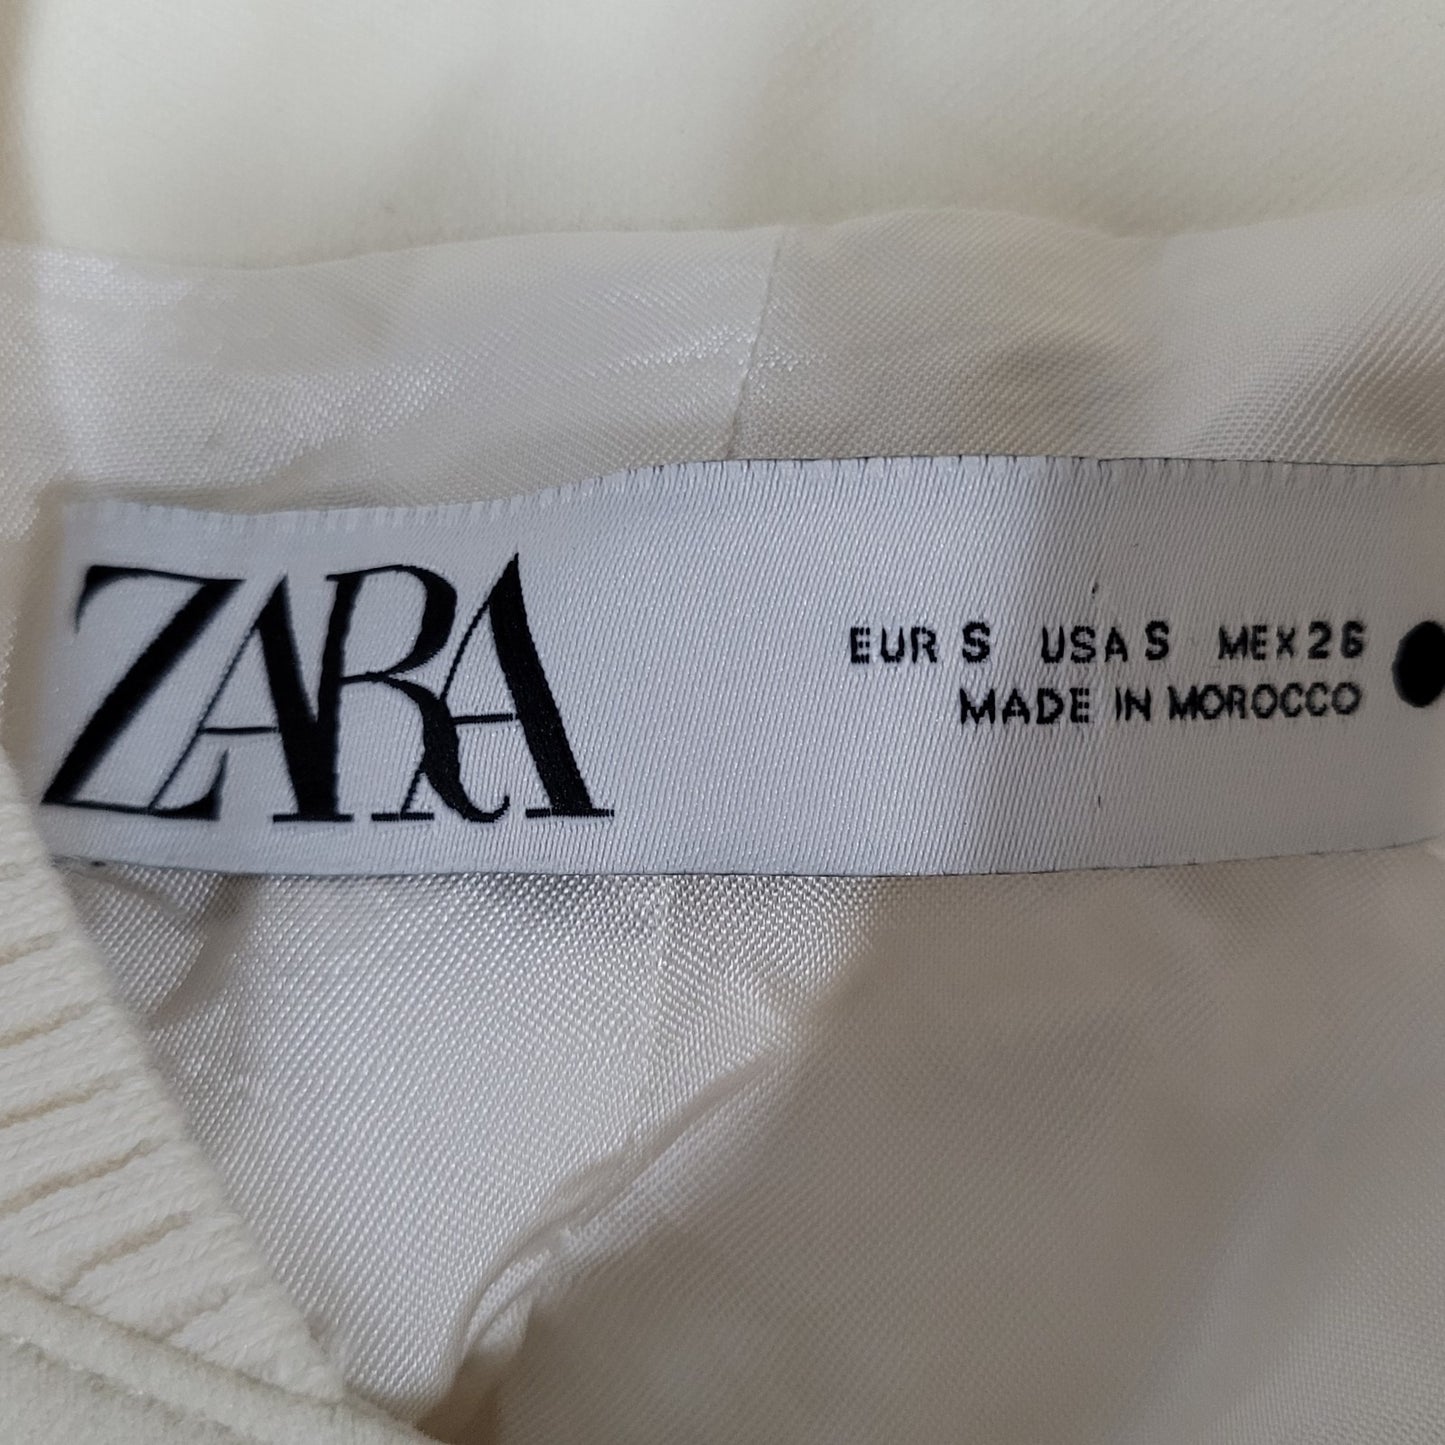 ZARA
EUR S USA S MEX 26
MADE IN MOROCCO